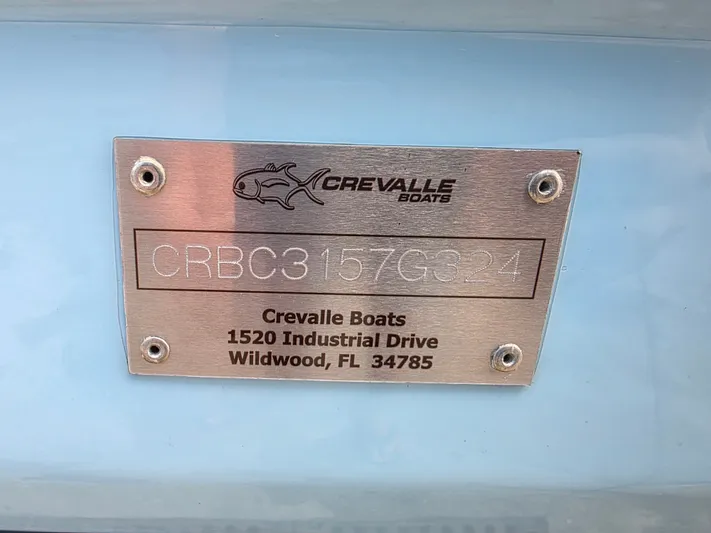 CREVALLE
BOATS
CRBC3157G324
Crevalle Boats
1520 Industrial Drive
Wildwood, FL 34785